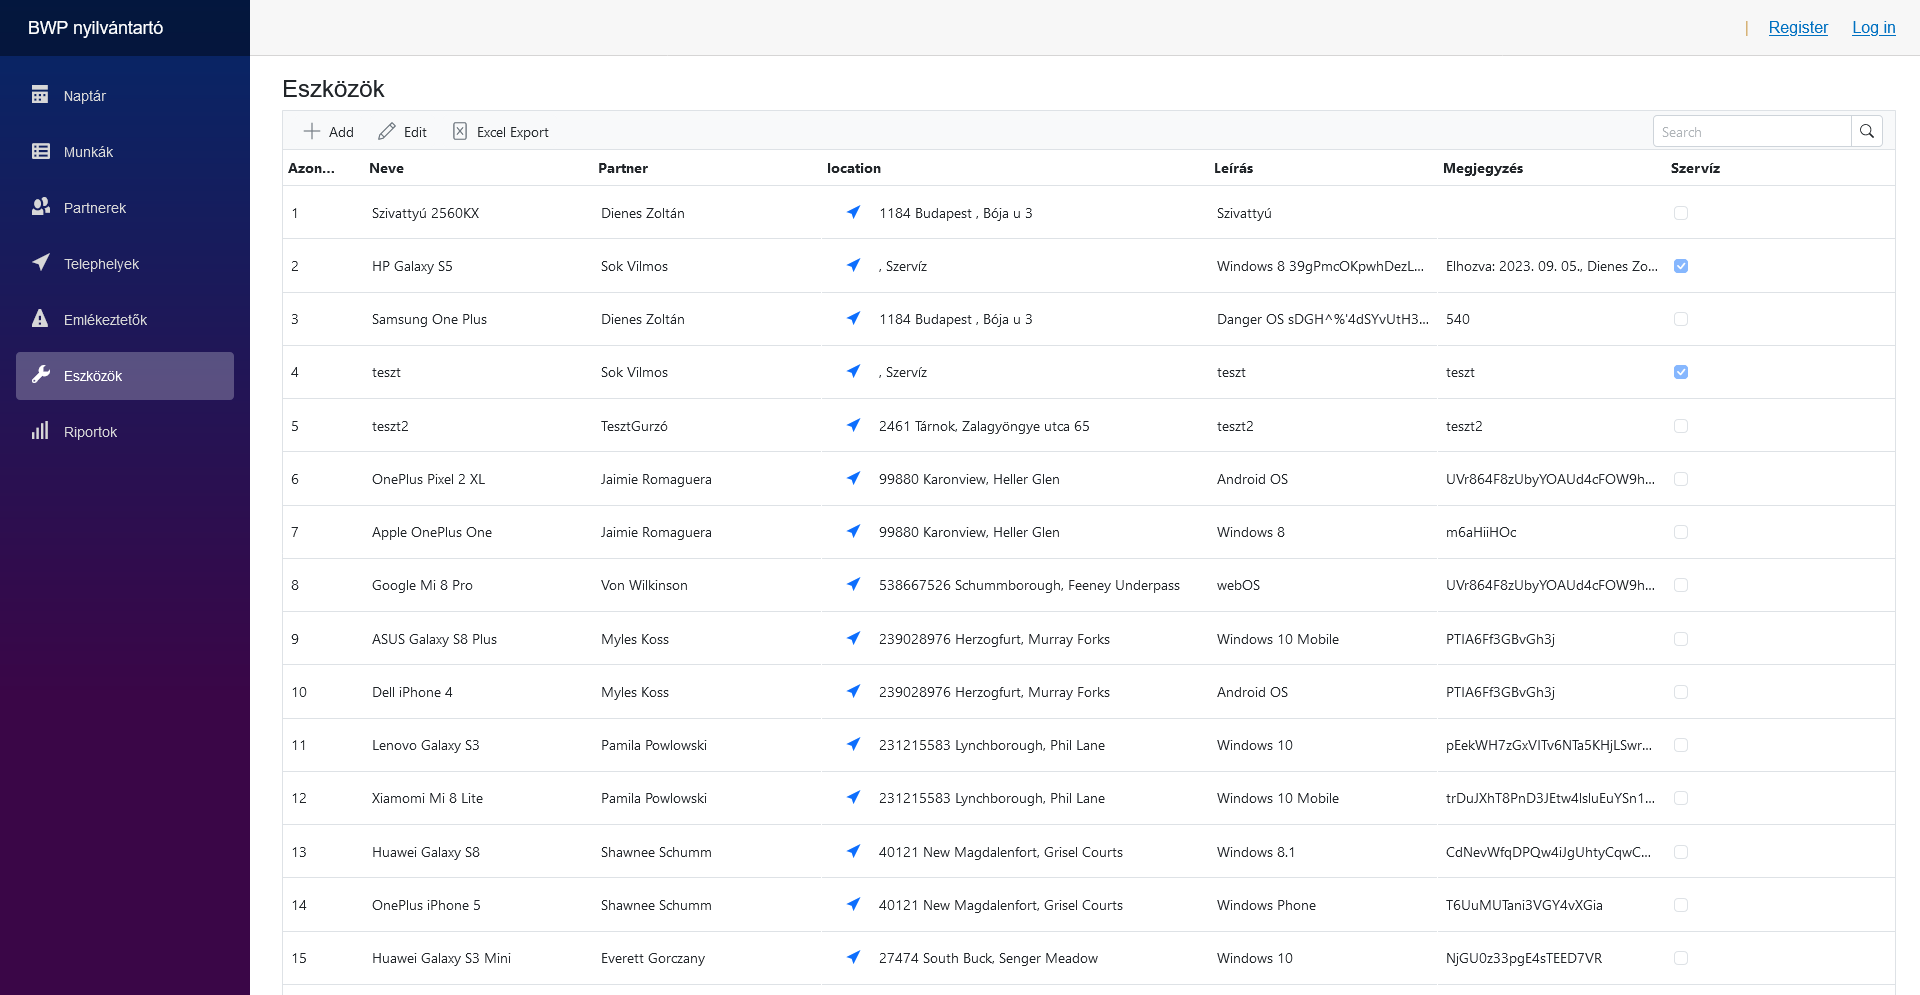 BWP nyilvántartó
Register Log in
Naptár
Munkák
Partnerek
Telephelyek
Emlékeztetők
Eszközök
Riportok
Eszközök
Add Edit Excel Export Search
Azon... Neve Partner location Leírás Megjegyzés Szervíz
1 Szivattyú 2560KX Dienes Zoltán 1184 Budapest , Bója u 3 Szivattyú
2 HP Galaxy S5 Sok Vilmos , Szervíz Windows 8 39gPmcOKpwhDezL... Elhozva: 2023. 09. 05., Dienes Zo...
3 Samsung One Plus Dienes Zoltán 1184 Budapest , Bója u 3 Danger OS sDGH^%'4dSYvUtH3... 540
4 teszt Sok Vilmos , Szervíz teszt teszt
5 teszt2 TesztGurzó 2461 Tárnok, Zalagyöngye utca 65 teszt2 teszt2
6 OnePlus Pixel 2 XL Jaimie Romaguera 99880 Karonview, Heller Glen Android OS UVr864F8zUbyYOAUd4cFOW9h...
7 Apple OnePlus One Jaimie Romaguera 99880 Karonview, Heller Glen Windows 8 m6aHiiHOc
8 Google Mi 8 Pro Von Wilkinson 538667526 Schummborough, Feeney Underpass webOS UVr864F8zUbyYOAUd4cFOW9h...
9 ASUS Galaxy S8 Plus Myles Koss 239028976 Herzogfurt, Murray Forks Windows 10 Mobile PTIA6Ff3GBvGh3j
10 Dell iPhone 4 Myles Koss 239028976 Herzogfurt, Murray Forks Android OS PTIA6Ff3GBvGh3j
11 Lenovo Galaxy S3 Pamila Powlowski 231215583 Lynchborough, Phil Lane Windows 10 pEekWH7zGxVITv6NTa5KHjLSwr...
12 Xiamomi Mi 8 Lite Pamila Powlowski 231215583 Lynchborough, Phil Lane Windows 10 Mobile trDuJXhT8PnD3JEtw4lsluEuYSn1...
13 Huawei Galaxy S8 Shawnee Schumm 40121 New Magdalenfort, Grisel Courts Windows 8.1 CdNevWfqDPQw4iJgUhtyCqwC...
14 OnePlus iPhone 5 Shawnee Schumm 40121 New Magdalenfort, Grisel Courts Windows Phone T6UuMUTani3VGY4vXGia
15 Huawei Galaxy S3 Mini Everett Gorczany 27474 South Buck, Senger Meadow Windows 10 NjGU0z33pgE4sTEED7VR